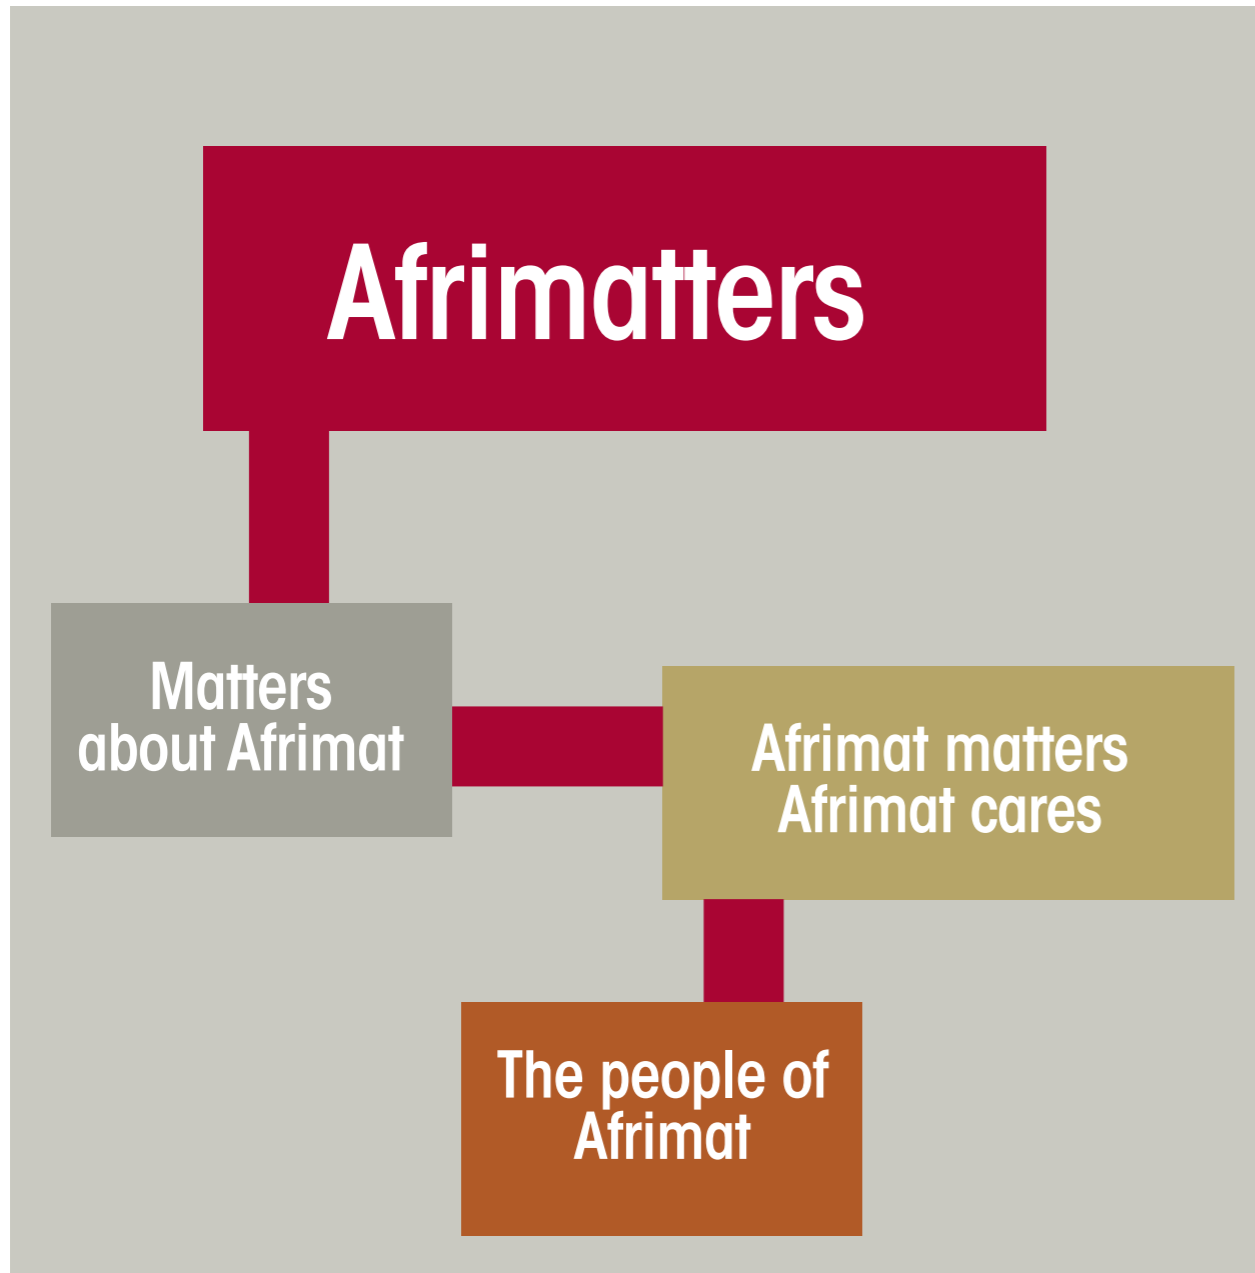 Afrimatters
Matters
about Afrimat
Afrimat matters
Afrimat cares
The people of
Afrimat